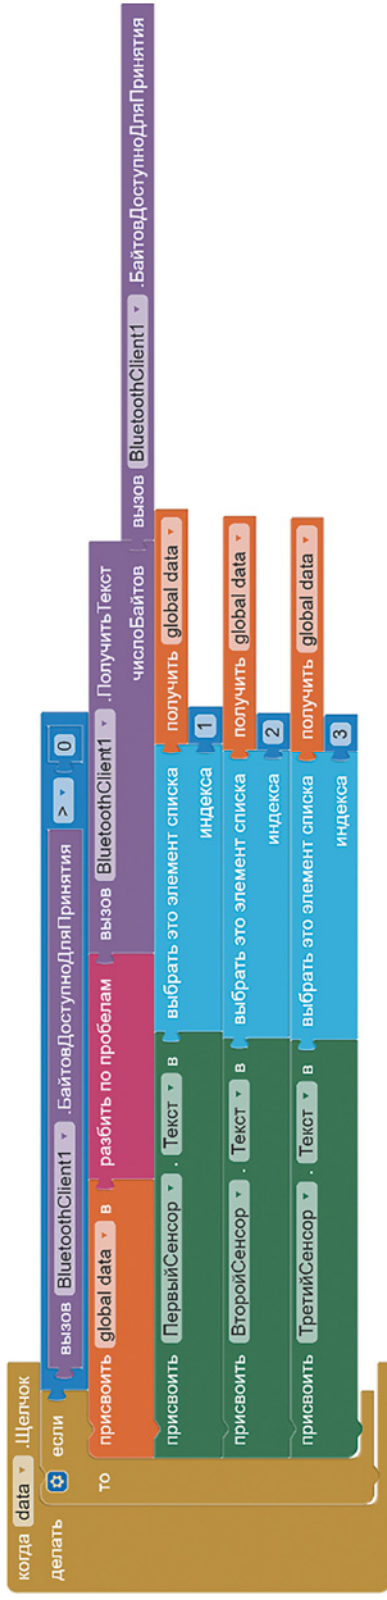 когда data .Щелчок
делать если вызов BluetoothClient1 .БайтовДоступноДляПринятия > 0
то присвоить global data в разбить по пробелам вызов BluetoothClient1 .ПолучитьТекст
числоБайтов вызов BluetoothClient1 .БайтовДоступноДляПринятия
присвоить ПервыйСенсор . Текст в выбрать это элемент списка получить global data
индекса 1
присвоить ВторойСенсор . Текст в выбрать это элемент списка получить global data
индекса 2
присвоить ТретийСенсор . Текст в выбрать это элемент списка получить global data
индекса 3